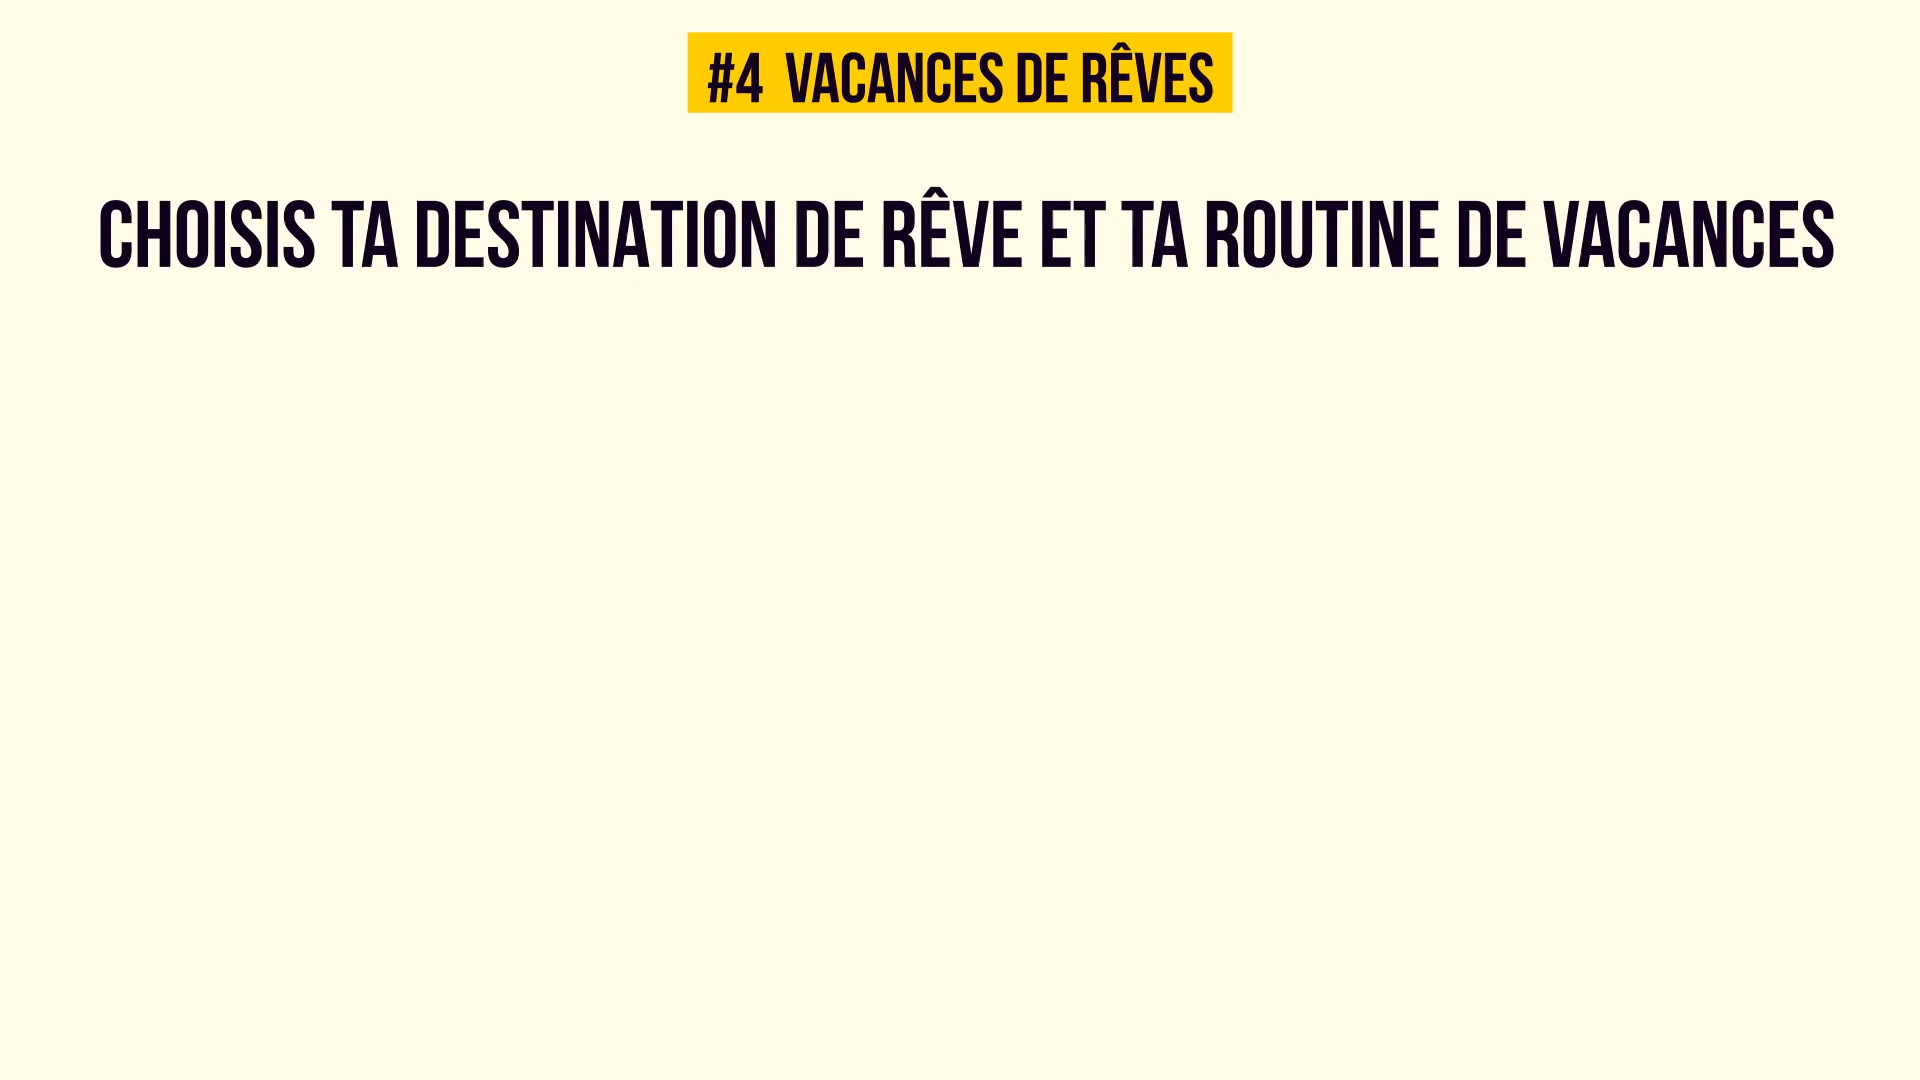 #4 VACANCES DE RÊVES
CHOISIS TA DESTINATION DE RÊVE ET TA ROUTINE DE VACANCES